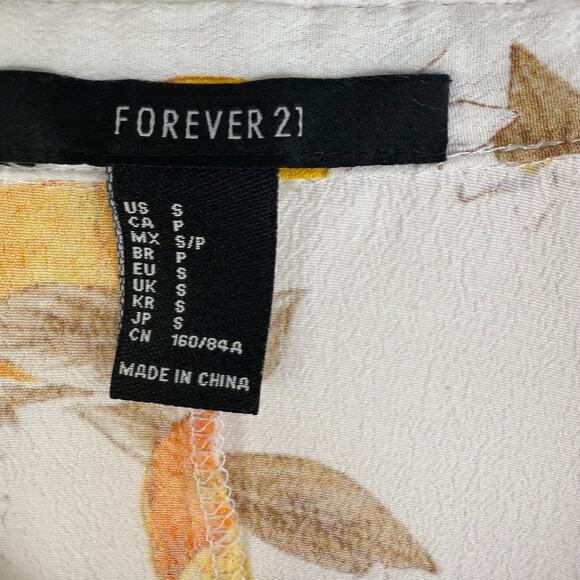 FOREVER 21
US S
CA P
MX S/P
BR P
EU S
UK S
KR S
JP S
CN 160/84A
MADE IN CHINA